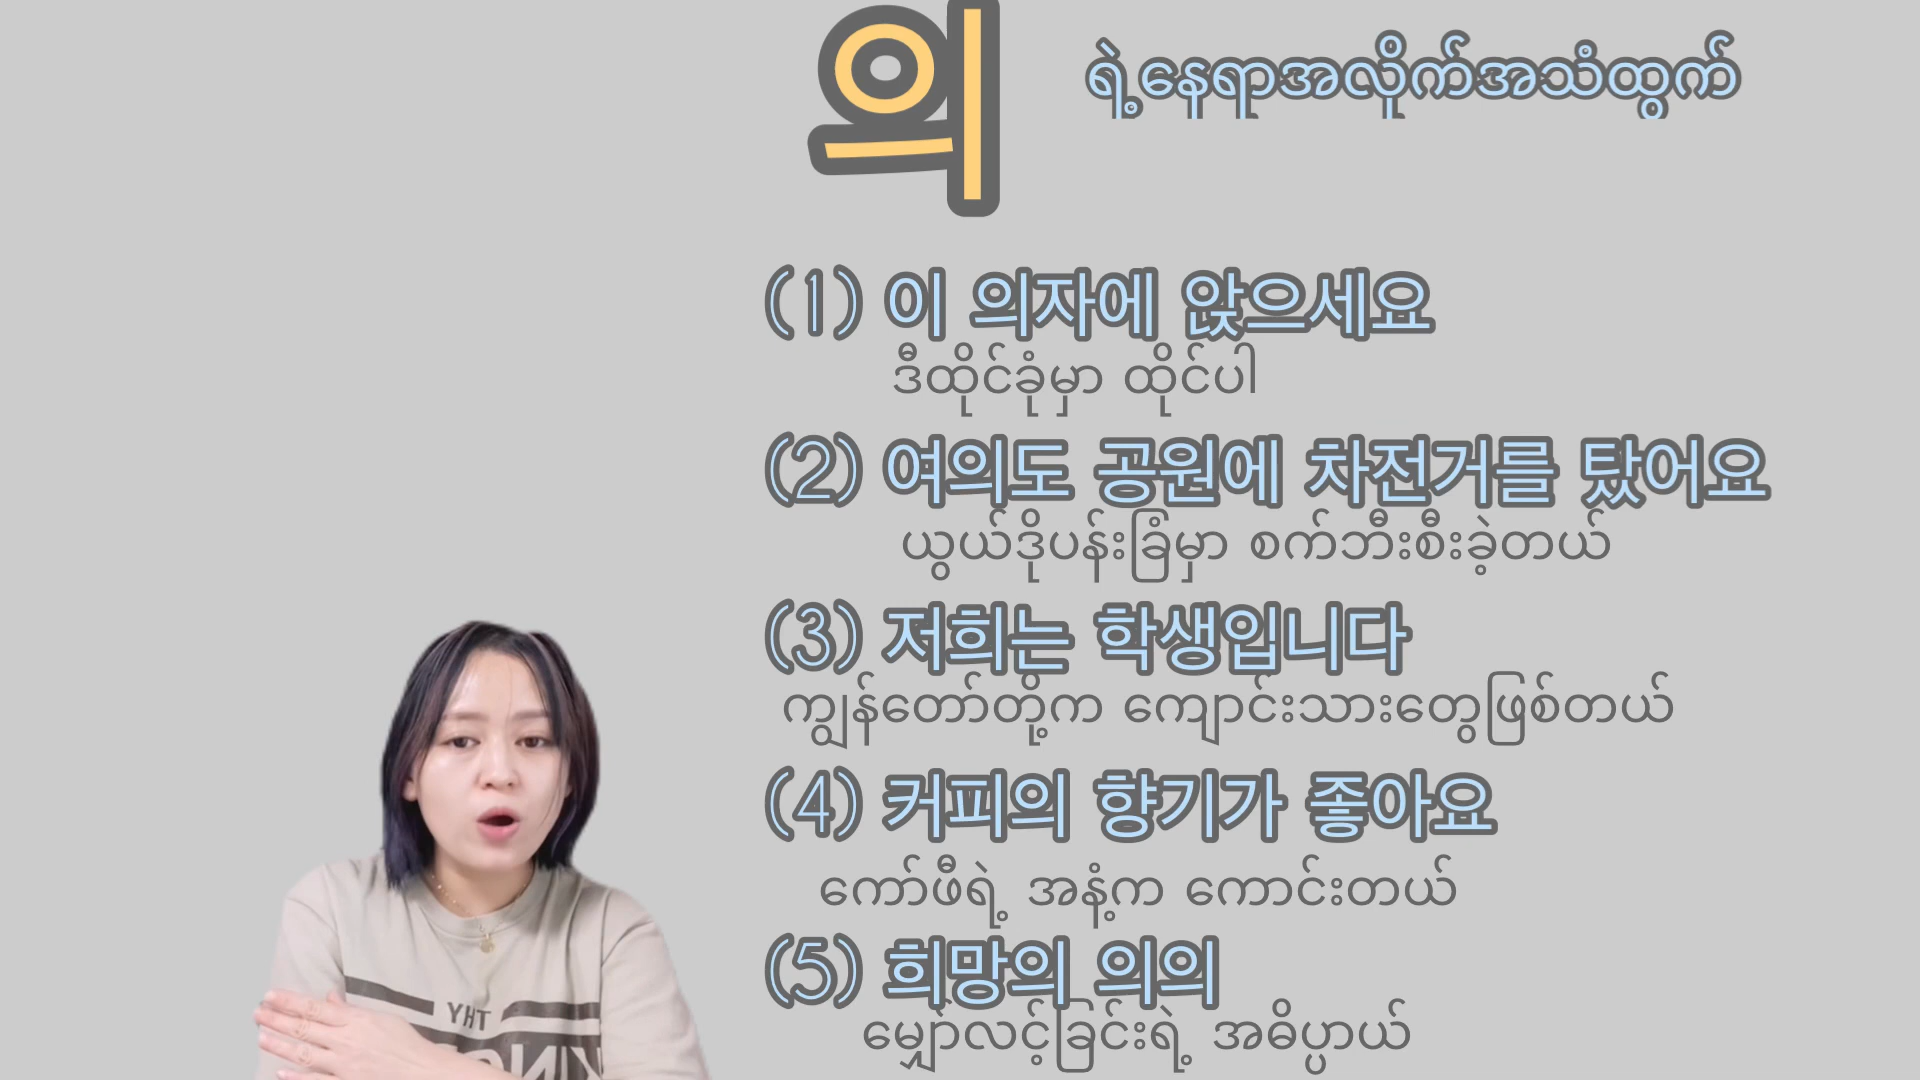 의
ရဲ့နေရာအလိုက်အသံထွက်
(1) 이 의자에 앉으세요
ဒီထိုင်ခုံမှာ ထိုင်ပါ
(2) 여의도 공원에 차전거를 탔어요
ယွယ်ဒိုပန်းခြံမှာ စက်ဘီးစီးခဲ့တယ်
(3) 저희는 학생입니다
ကျွန်တော်တို့က ကျောင်းသားတွေဖြစ်တယ်
(4) 커피의 향기가 좋아요
ကော်ဖီရဲ့ အနံ့က ကောင်းတယ်
(5) 희망의 의의
မျှော်လင့်ခြင်းရဲ့ အဓိပ္ပာယ်
YHT